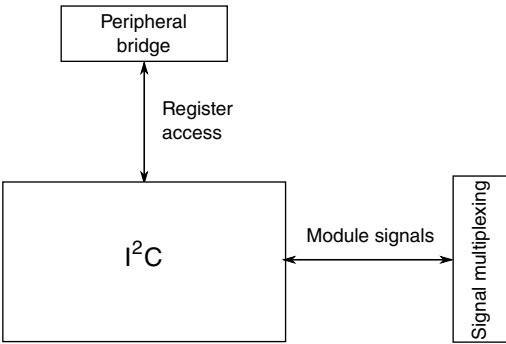 Peripheral
bridge
Register
access
I²C
Module signals
Signal multiplexing